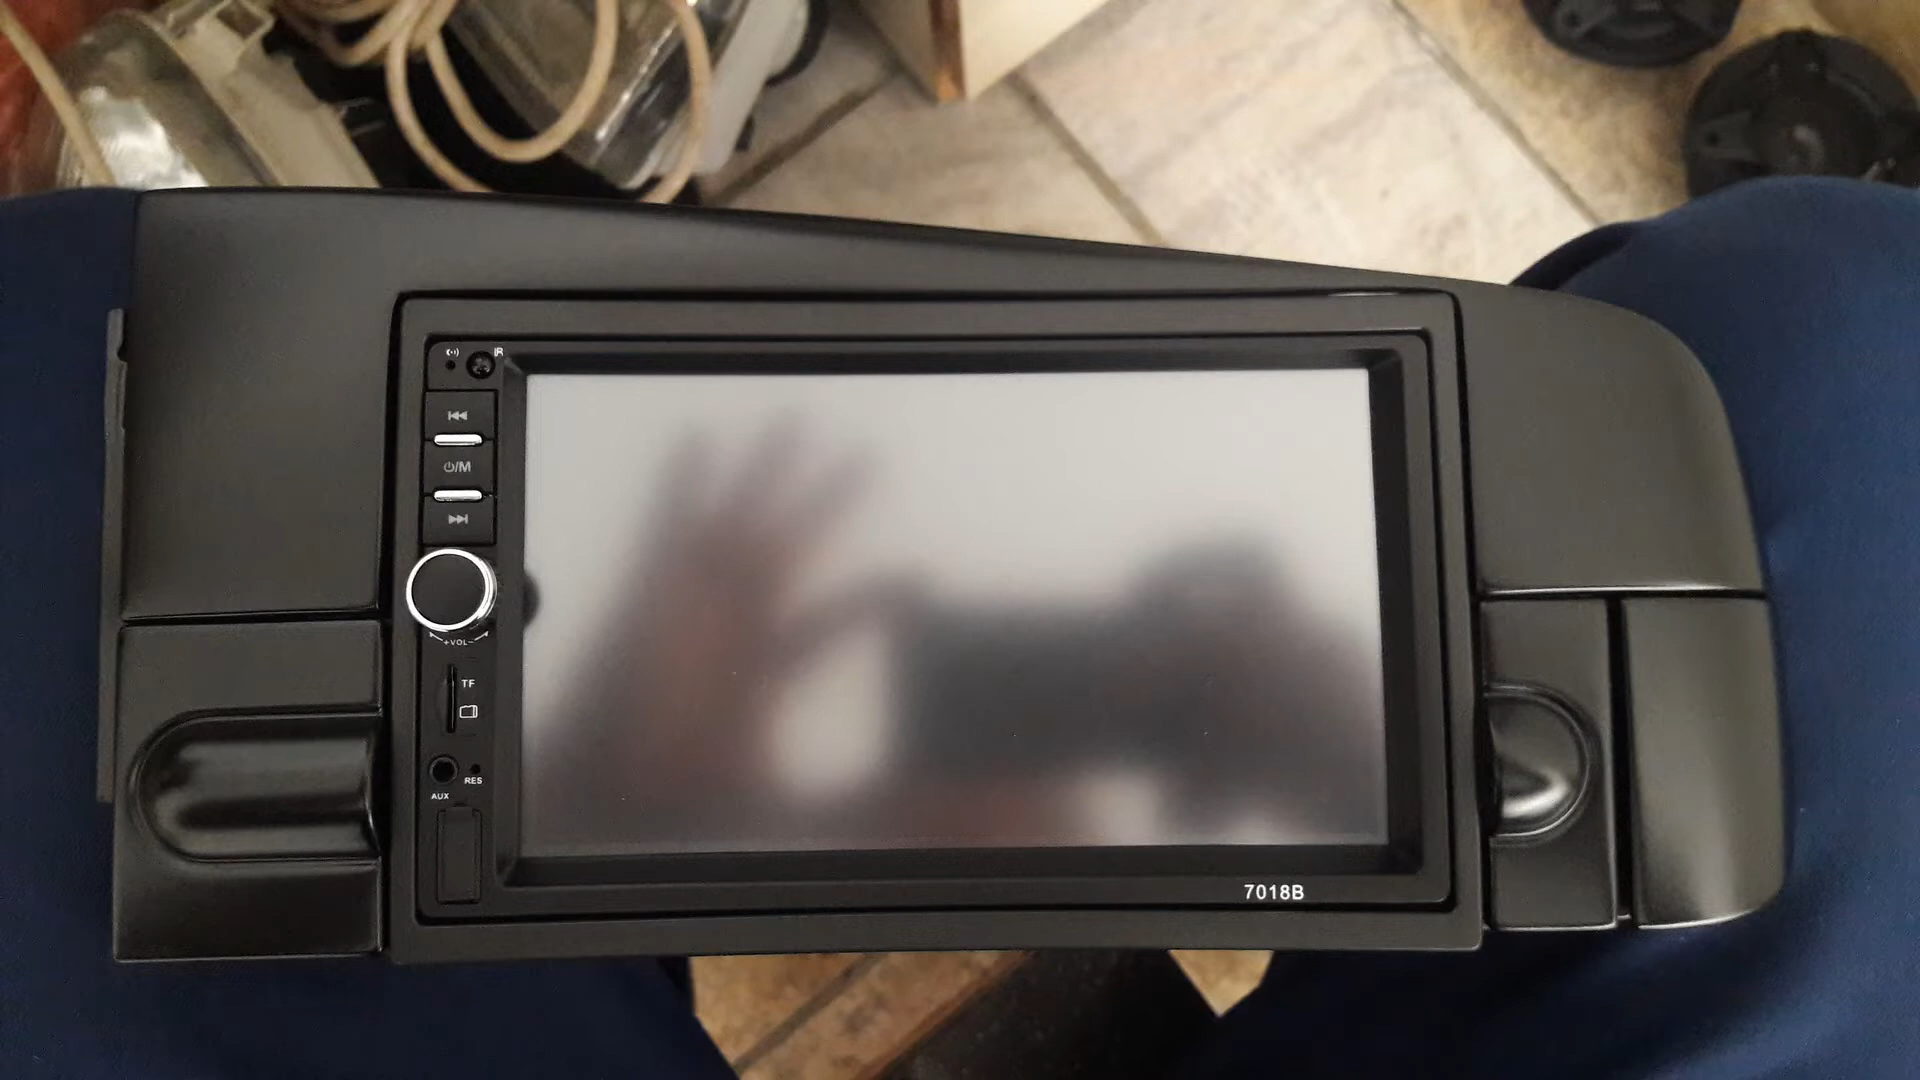 IR
⏻/M
+VOL-
TF
RES
AUX
7018B